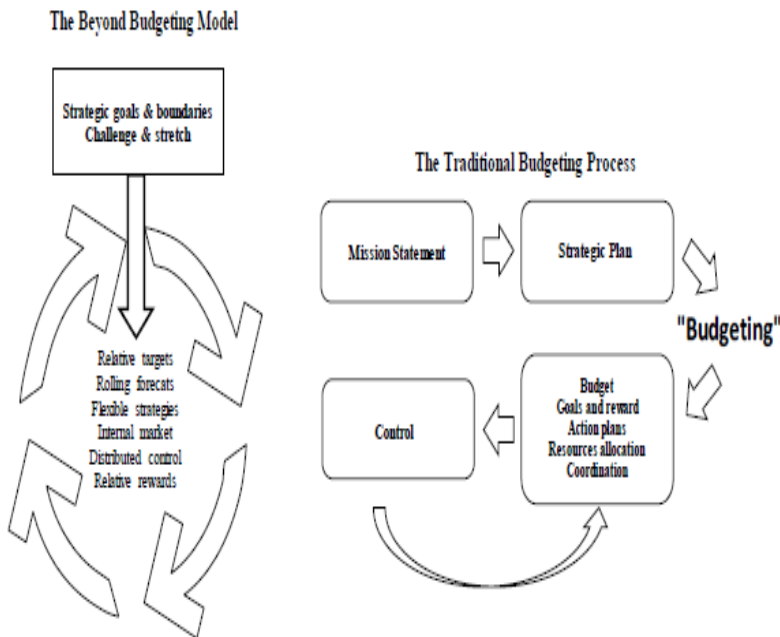 The Beyond Budgeting Model
Strategic goals & boundaries
Challenge & stretch
Relative targets
Rolling forecats
Flexible strategies
Internal market
Distributed control
Relative rewards
The Traditional Budgeting Process
Mission Statement
Strategic Plan
"Budgeting"
Budget
Goals and reward
Action plans
Resources allocation
Coordination
Control